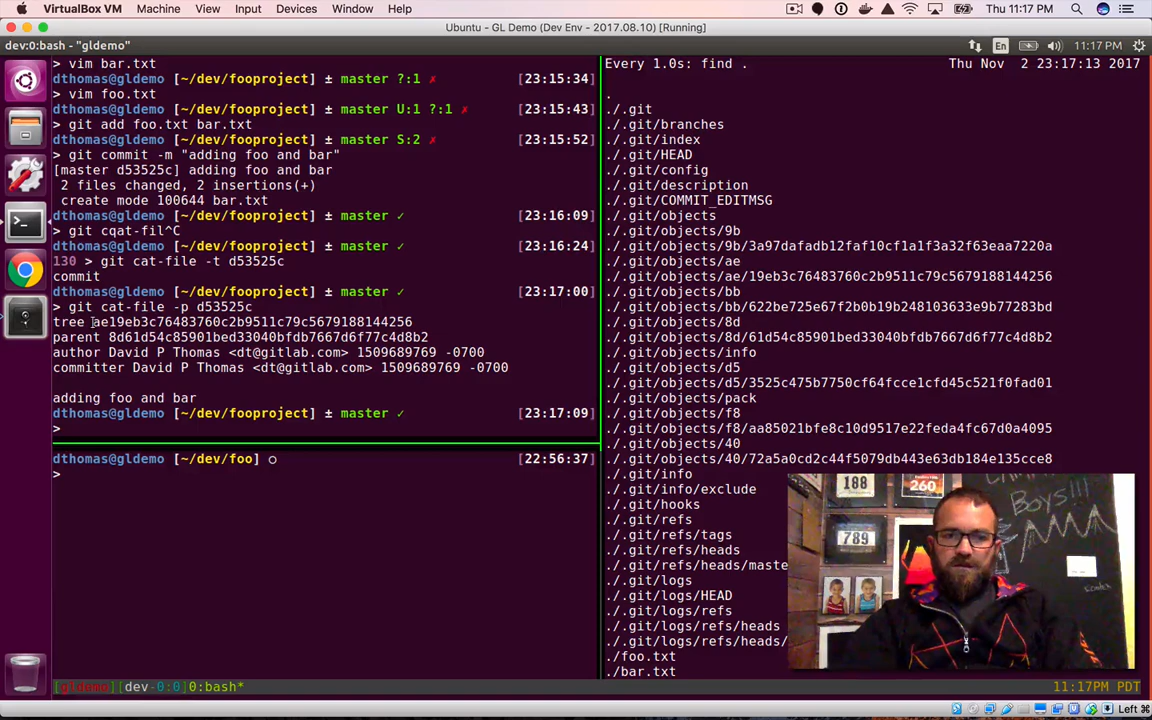 VirtualBox VM Machine View Input Devices Window Help Thu 11:17 PM
Ubuntu - GL Demo (Dev Env - 2017.08.10) [Running]
dev:0:bash - "gldemo" En 11:17 PM
> vim bar.txt
dthomas@gldemo [~/dev/fooproject] ± master ?:1 ✗ [23:15:34]
> vim foo.txt
dthomas@gldemo [~/dev/fooproject] ± master U:1 ?:1 ✗ [23:15:43]
> git add foo.txt bar.txt
dthomas@gldemo [~/dev/fooproject] ± master S:2 ✗ [23:15:52]
> git commit -m "adding foo and bar"
[master d53525c] adding foo and bar
2 files changed, 2 insertions(+)
create mode 100644 bar.txt
dthomas@gldemo [~/dev/fooproject] ± master ✓ [23:16:09]
> git cqat-fil^C
dthomas@gldemo [~/dev/fooproject] ± master ✓ [23:16:24]
130 > git cat-file -t d53525c
commit
dthomas@gldemo [~/dev/fooproject] ± master ✓ [23:17:00]
> git cat-file -p d53525c
tree ae19eb3c76483760c2b9511c79c5679188144256
parent 8d61d54c85901bed33040bfdb7667d6f77c4d8b2
author David P Thomas <dt@gitlab.com> 1509689769 -0700
committer David P Thomas <dt@gitlab.com> 1509689769 -0700
adding foo and bar
dthomas@gldemo [~/dev/fooproject] ± master ✓ [23:17:09]
>
dthomas@gldemo [~/dev/foo] ○ [22:56:37]
>
Every 1.0s: find . Thu Nov 2 23:17:13 2017
.
./.git
./.git/branches
./.git/index
./.git/HEAD
./.git/config
./.git/description
./.git/COMMIT_EDITMSG
./.git/objects
./.git/objects/9b
./.git/objects/9b/3a97dafadb12faf10cf1a1f3a32f63eaa7220a
./.git/objects/ae
./.git/objects/ae/19eb3c76483760c2b9511c79c5679188144256
./.git/objects/bb
./.git/objects/bb/622be725e67f2b0b19b248103633e9b77283bd
./.git/objects/8d
./.git/objects/8d/61d54c85901bed33040bfdb7667d6f77c4d8b2
./.git/objects/info
./.git/objects/d5
./.git/objects/d5/3525c475b7750cf64fcce1cfd45c521f0fad01
./.git/objects/pack
./.git/objects/f8
./.git/objects/f8/aa85021bfe8c10d9517e22feda4fc67d0a4095
./.git/objects/40
./.git/objects/40/72a5a0cd2c44f5079db443e63db184e135cce8
./.git/info
./.git/info/exclude
./.git/hooks
./.git/refs
./.git/refs/tags
./.git/refs/heads
./.git/refs/heads/maste
./.git/logs
./.git/logs/HEAD
./.git/logs/refs
./.git/logs/refs/heads
./.git/logs/refs/heads/
./foo.txt
./bar.txt
188
260
789
Boys!!!
[gldemo][dev-0:0]0:bash* 11:17PM PDT
Left ⌘